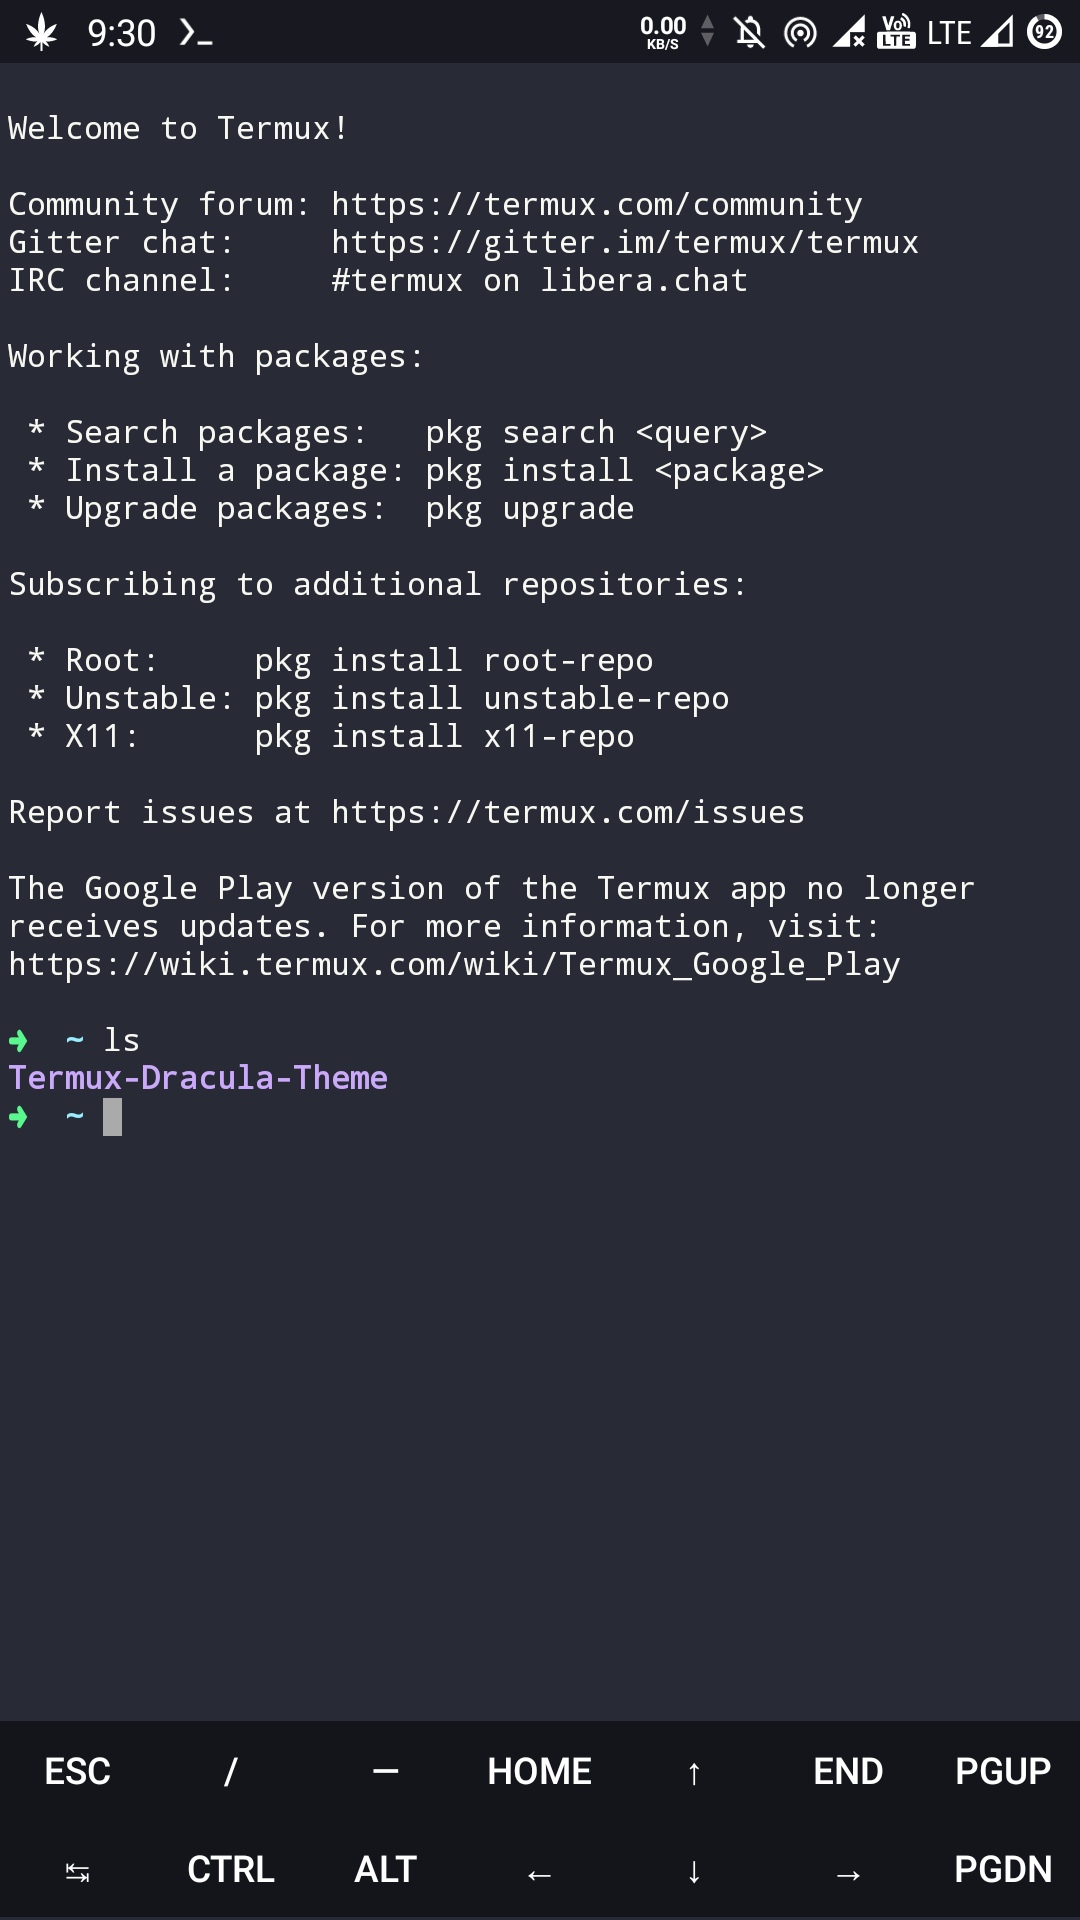 9:30 0.00 KB/S Vo LTE LTE 92
Welcome to Termux!
Community forum: https://termux.com/community
Gitter chat:     https://gitter.im/termux/termux
IRC channel:     #termux on libera.chat
Working with packages:
 * Search packages:   pkg search <query>
 * Install a package: pkg install <package>
 * Upgrade packages:  pkg upgrade
Subscribing to additional repositories:
 * Root:     pkg install root-repo
 * Unstable: pkg install unstable-repo
 * X11:      pkg install x11-repo
Report issues at https://termux.com/issues
The Google Play version of the Termux app no longer
receives updates. For more information, visit:
https://wiki.termux.com/wiki/Termux_Google_Play
➜  ~ ls
Termux-Dracula-Theme
➜  ~
ESC / — HOME ↑ END PGUP
↹ CTRL ALT ← ↓ → PGDN